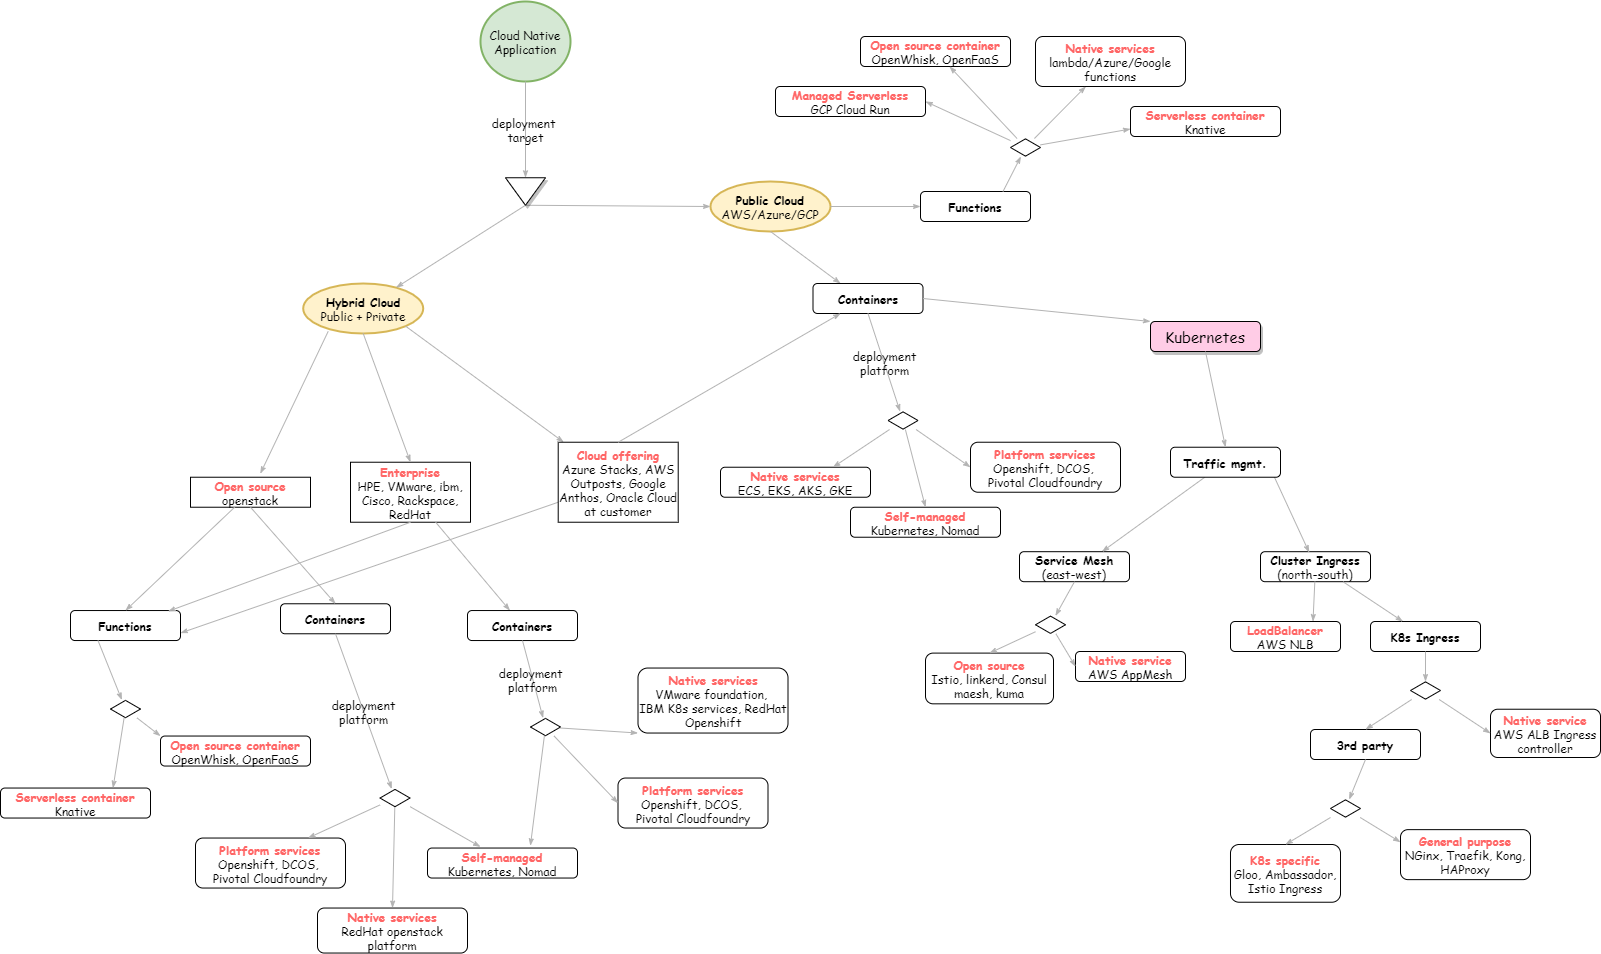 Cloud Native
Application
deployment
target
Open source container
OpenWhisk, OpenFaaS
Native services
lambda/Azure/Google
functions
Managed Serverless
GCP Cloud Run
Serverless container
Knative
Public Cloud
AWS/Azure/GCP
Functions
Hybrid Cloud
Public + Private
Containers
Kubernetes
deployment
platform
Open source
openstack
Enterprise
HPE, VMware, ibm,
Cisco, Rackspace,
RedHat
Cloud offering
Azure Stacks, AWS
Outposts, Google
Anthos, Oracle Cloud
at customer
Native services
ECS, EKS, AKS, GKE
Platform services
Openshift, DCOS,
Pivotal Cloudfoundry
Self-managed
Kubernetes, Nomad
Traffic mgmt.
Service Mesh
(east-west)
Cluster Ingress
(north-south)
Functions
Containers
Containers
LoadBalancer
AWS NLB
K8s Ingress
Open source
Istio, linkerd, Consul
maesh, kuma
Native service
AWS AppMesh
deployment
platform
deployment
platform
Native services
VMware foundation,
IBM K8s services, RedHat
Openshift
Open source container
OpenWhisk, OpenFaaS
Serverless container
Knative
Platform services
Openshift, DCOS,
Pivotal Cloudfoundry
3rd party
Native service
AWS ALB Ingress
controller
Platform services
Openshift, DCOS,
Pivotal Cloudfoundry
Self-managed
Kubernetes, Nomad
Native services
RedHat openstack
platform
K8s specific
Gloo, Ambassador,
Istio Ingress
General purpose
NGinx, Traefik, Kong,
HAProxy